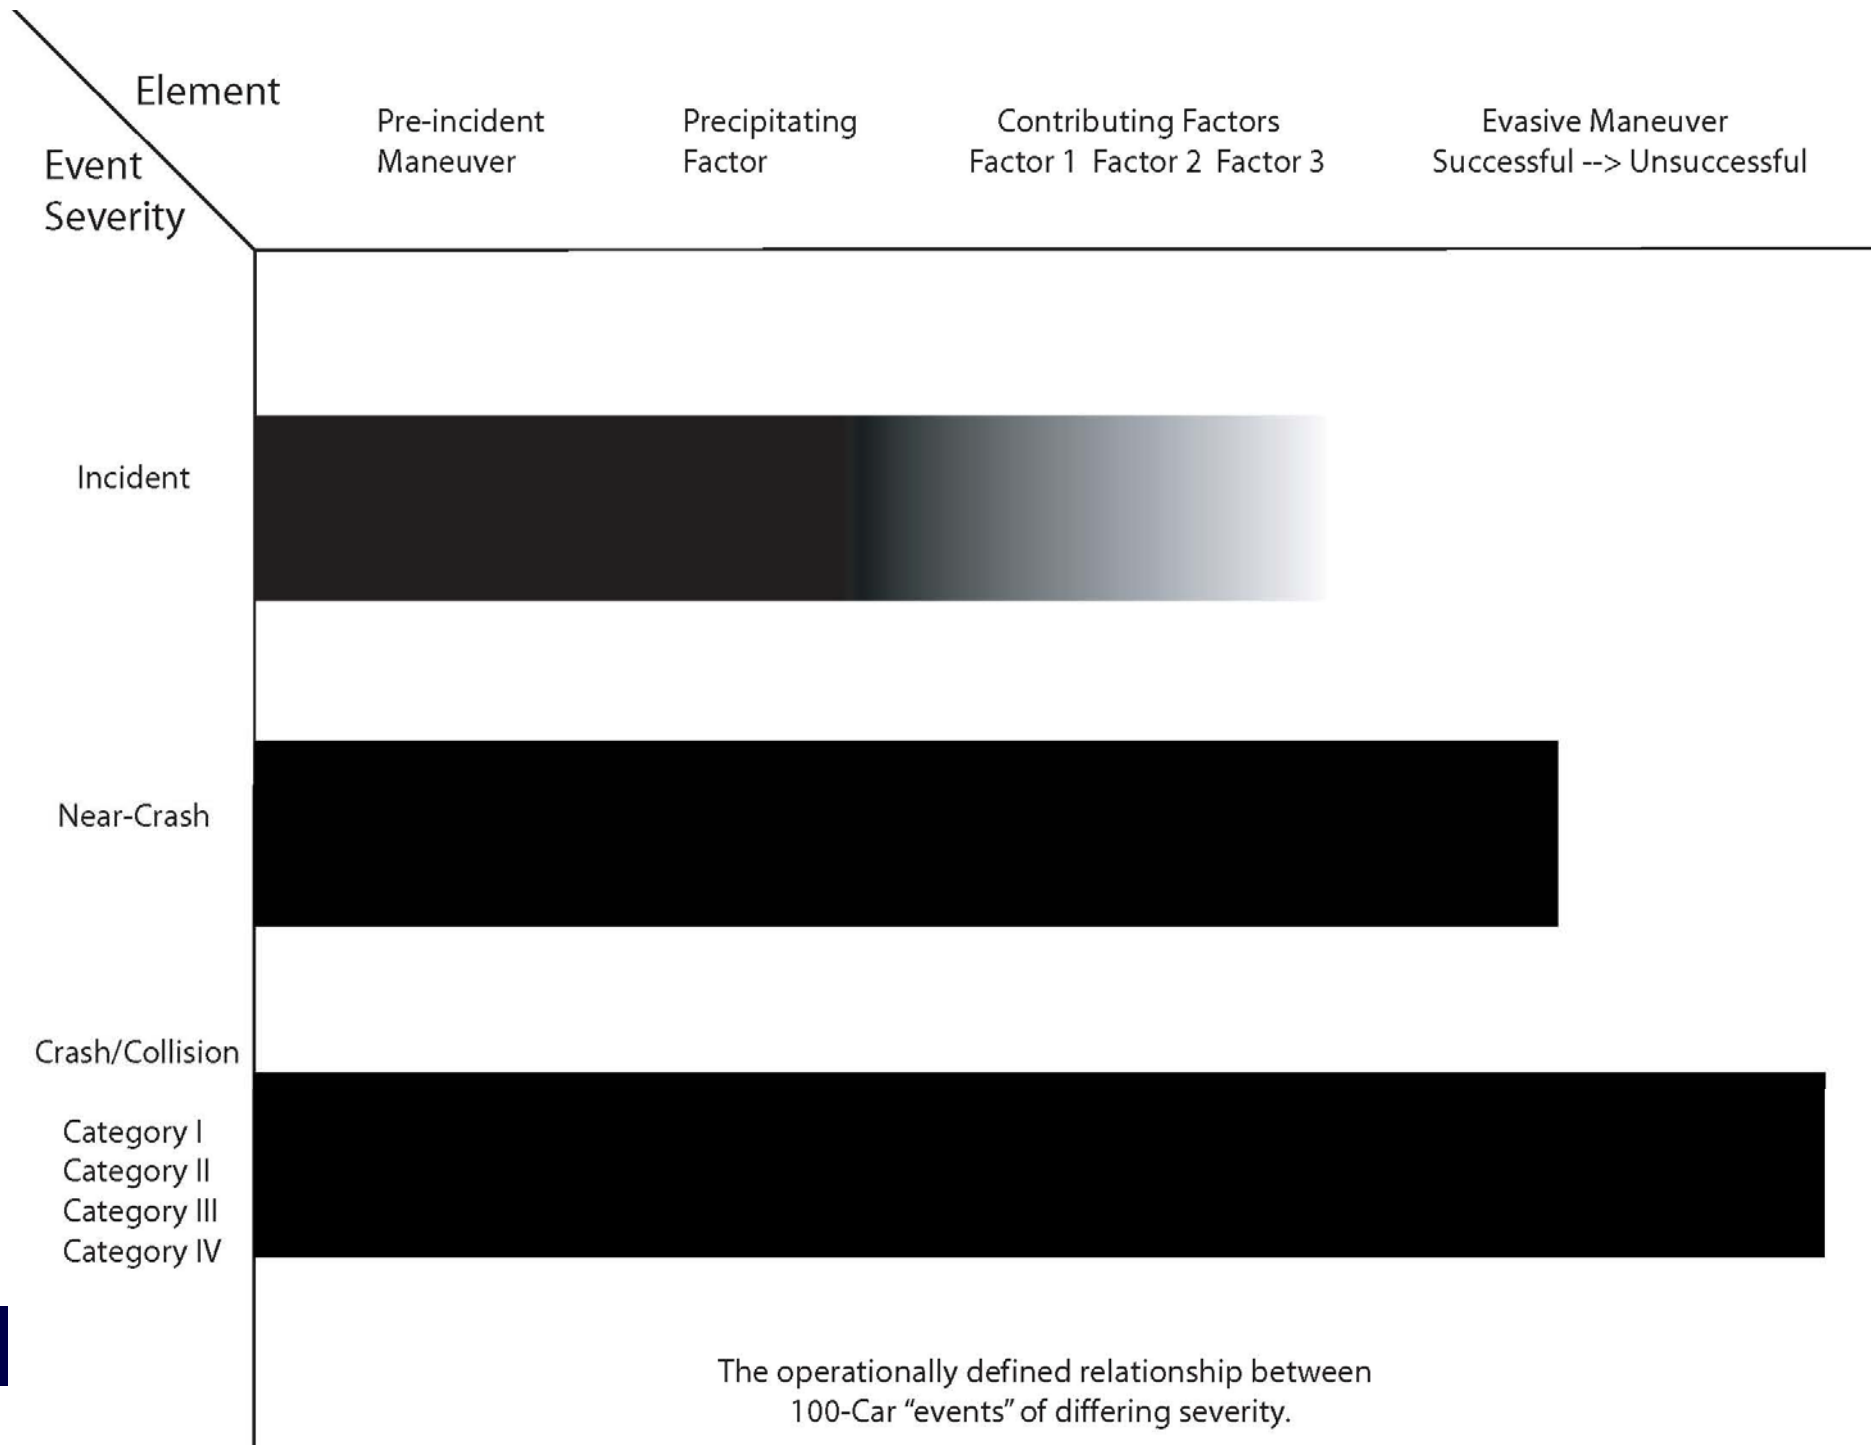 Element
Event
Severity
Pre-incident
Maneuver
Precipitating
Factor
Contributing Factors
Factor 1 Factor 2 Factor 3
Evasive Maneuver
Successful --> Unsuccessful
Incident
Near-Crash
Crash/Collision
Category I
Category II
Category III
Category IV
The operationally defined relationship between
100-Car “events” of differing severity.